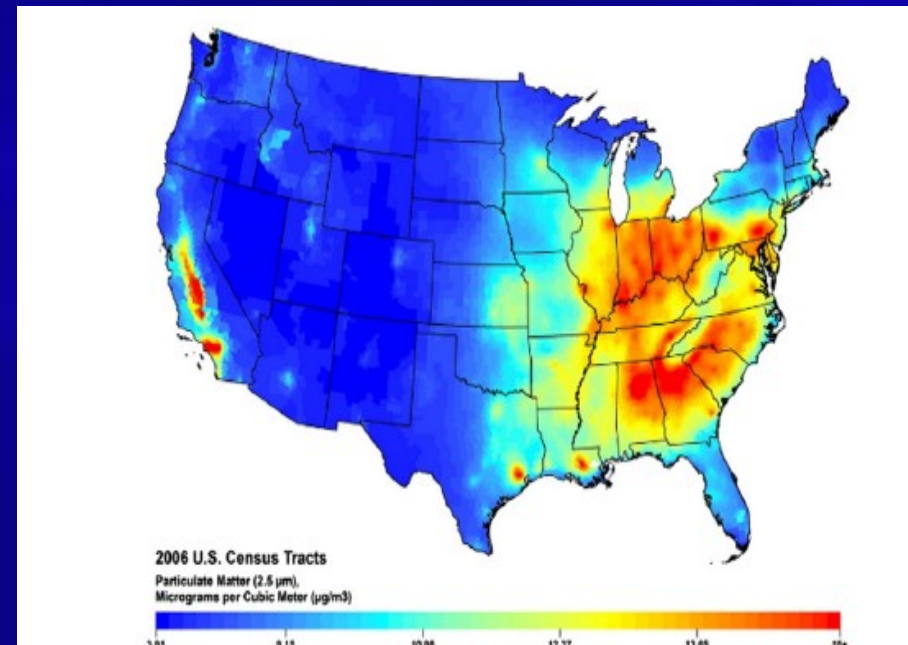 2006 U.S. Census Tracts
Particulate Matter (2.5 µm),
Micrograms per Cubic Meter (µg/m3)